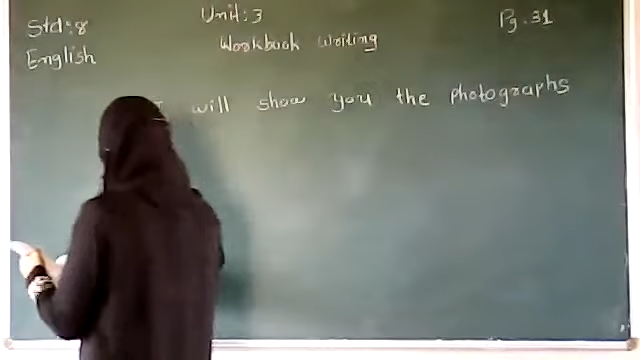 Std:8 Unit:3 Pg.31
English Workbook Writing
I will show you the photographs